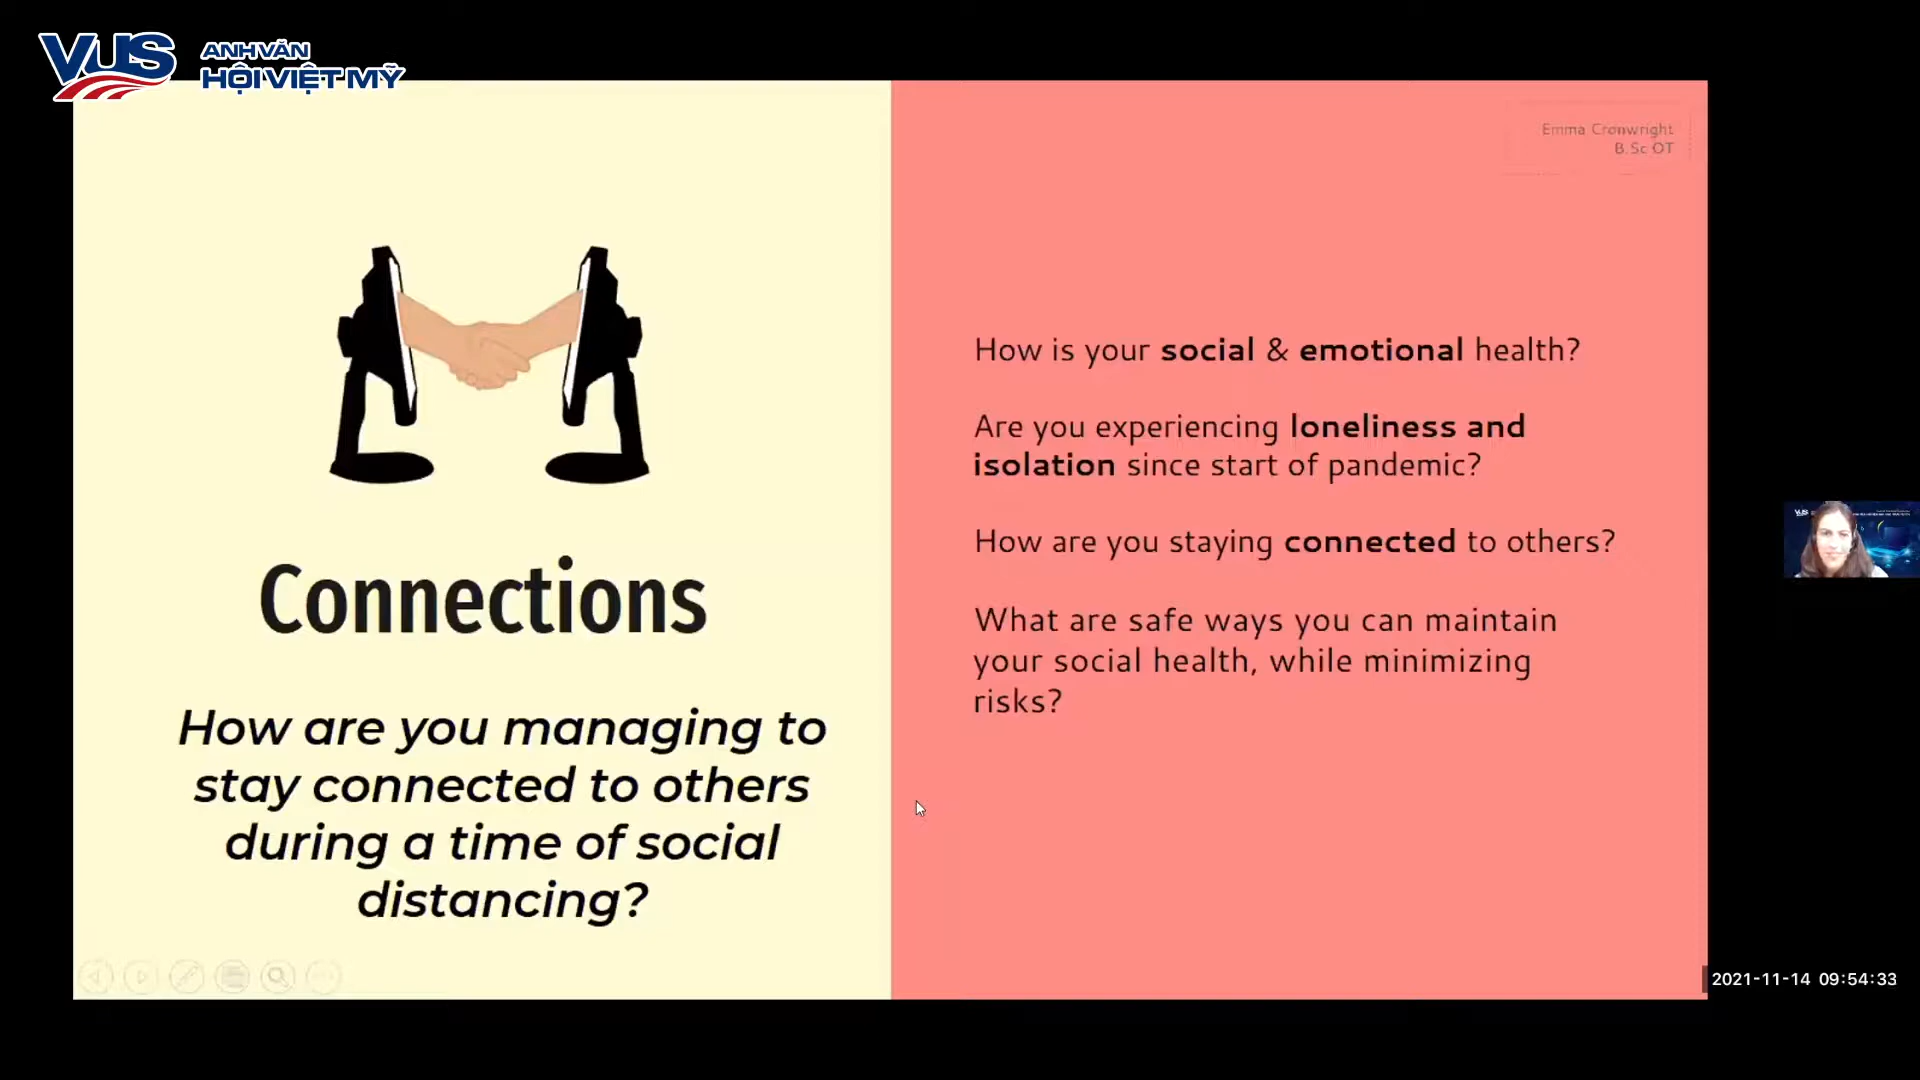 VUS
ANH VĂN
HỘI VIỆT MỸ
Emma Cronwright
B.Sc OT
Connections
How are you managing to
stay connected to others
during a time of social
distancing?
How is your social & emotional health?
Are you experiencing loneliness and
isolation since start of pandemic?
How are you staying connected to others?
What are safe ways you can maintain
your social health, while minimizing
risks?
VUS
2021-11-14 09:54:33